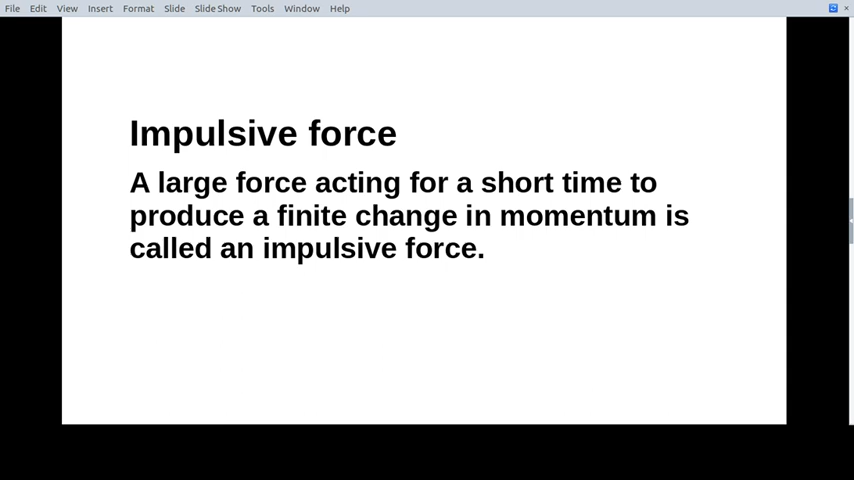 File Edit View Insert Format Slide Slide Show Tools Window Help
Impulsive force
A large force acting for a short time to
produce a finite change in momentum is
called an impulsive force.